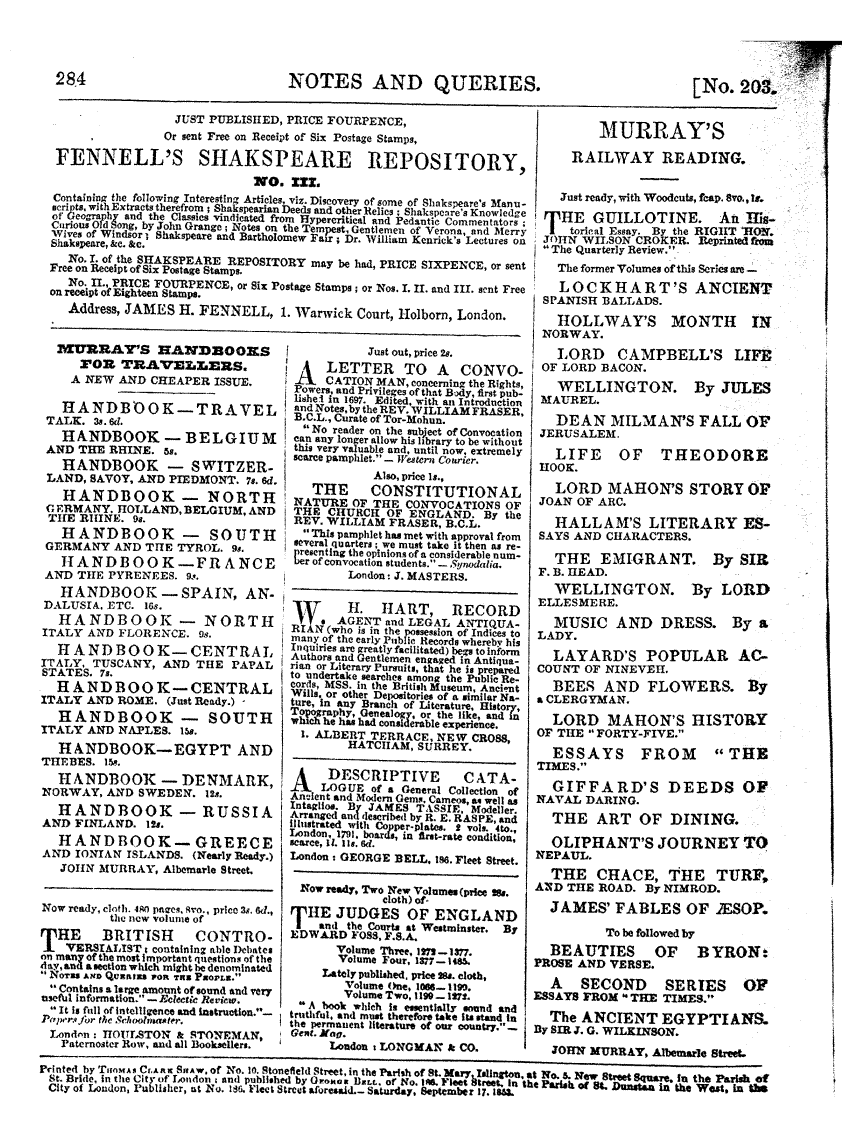 284
NOTES AND QUERIES.
[No. 203.
JUST PUBLISHED, PRICE FOURPENCE,
Or sent Free on Receipt of Six Postage Stamps,
FENNELL'S SHAKSPEARE REPOSITORY,
NO. III.
Containing the following Interesting Articles, viz. Discovery of some of Shakspeare's Manu-
scripts, with Extracts therefrom ; Shakspearian Deeds and other Relics ; Shakspeare's Knowledge
of Geography and the Classics vindicated from Hypercritical and Pedantic Commentators ;
Curious Old Song, by John Grange ; Notes on the Tempest, Gentlemen of Verona, and Merry
Wives of Windsor ; Shakspeare and Bartholomew Fair ; Dr. William Kenrick's Lectures on
Shakspeare, &c. &c.
No. I. of the SHAKSPEARE REPOSITORY may be had, PRICE SIXPENCE, or sent
Free on Receipt of Six Postage Stamps.
No. II., PRICE FOURPENCE, or Six Postage Stamps ; or Nos. I. II. and III. sent Free
on receipt of Eighteen Stamps.
Address, JAMES H. FENNELL, 1. Warwick Court, Holborn, London.
MURRAY'S HANDBOOKS
FOR TRAVELLERS.
A NEW AND CHEAPER ISSUE.
HANDBOOK—TRAVEL
TALK. 3s. 6d.
HANDBOOK — BELGIUM
AND THE RHINE. 5s.
HANDBOOK — SWITZER-
LAND, SAVOY, AND PIEDMONT. 7s. 6d.
HANDBOOK — NORTH
GERMANY, HOLLAND, BELGIUM, AND
THE RHINE. 9s.
HANDBOOK — SOUTH
GERMANY AND THE TYROL. 9s.
HANDBOOK—FRANCE
AND THE PYRENEES. 9s.
HANDBOOK—SPAIN, AN-
DALUSIA, ETC. 16s.
HANDBOOK — NORTH
ITALY AND FLORENCE. 9s.
HANDBOOK—CENTRAL
ITALY, TUSCANY, AND THE PAPAL
STATES. 7s.
HANDBOOK—CENTRAL
ITALY AND ROME. (Just Ready.)
HANDBOOK — SOUTH
ITALY AND NAPLES. 15s.
HANDBOOK—EGYPT AND
THEBES. 15s.
HANDBOOK — DENMARK,
NORWAY, AND SWEDEN. 12s.
HANDBOOK — RUSSIA
AND FINLAND. 12s.
HANDBOOK — GREECE
AND IONIAN ISLANDS. (Nearly Ready.)
JOHN MURRAY, Albemarle Street.
Now ready, cloth. 480 pages, 8vo., price 3s. 6d.,
the new volume of
THE BRITISH CONTRO-
VERSIALIST ; containing able Debates
on many of the most important questions of the
day, and a section which might be denominated
"NOTES AND QUERIES FOR THE PEOPLE."
"Contains a large amount of sound and very
useful information." — Eclectic Review.
"It is full of intelligence and instruction."—
Papers for the Schoolmaster.
London : HOULSTON & STONEMAN,
Paternoster Row, and all Booksellers.
Just out, price 2s.
A LETTER TO A CONVO-
CATION MAN, concerning the Rights,
Powers, and Privileges of that Body, first pub-
lished in 1697. Edited, with an Introduction
and Notes, by the REV. WILLIAM FRASER,
B.C.L., Curate of Tor-Mohun.
"No reader on the subject of Convocation
can any longer allow his library to be without
this very valuable and, until now, extremely
scarce pamphlet." — Western Courier.
Also, price 1s.,
THE CONSTITUTIONAL
NATURE OF THE CONVOCATIONS OF
THE CHURCH OF ENGLAND. By the
REV. WILLIAM FRASER, B.C.L.
"This pamphlet has met with approval from
several quarters ; we must take it then as re-
presenting the opinions of a considerable num-
ber of convocation students." — Synodalia.
London : J. MASTERS.
W. H. HART, RECORD
AGENT and LEGAL ANTIQUA-
RIAN (who is in the possession of Indices to
many of the early Public Records whereby his
Inquiries are greatly facilitated) begs to inform
Authors and Gentlemen engaged in Antiqua-
rian or Literary Pursuits, that he is prepared
to undertake searches among the Public Re-
cords, MSS. in the British Museum, Ancient
Wills, or other Depositories of a similar Na-
ture, in any Branch of Literature, History,
Topography, Genealogy, or the like, and in
which he has had considerable experience.
1. ALBERT TERRACE, NEW CROSS,
HATCHAM, SURREY.
A DESCRIPTIVE CATA-
LOGUE of a General Collection of
Ancient and Modern Gems, Cameos, as well as
Intaglios. By JAMES TASSIE, Modeller.
Arranged and described by R. E. RASPE, and
illustrated with Copper-plates. 2 vols. 4to.,
London, 1791, boards, in first-rate condition,
scarce, 1l. 11s. 6d.
London : GEORGE BELL, 186. Fleet Street.
Now ready, Two New Volumes (price 28s.
cloth) of
THE JUDGES OF ENGLAND
and the Courts at Westminster. By
EDWARD FOSS, F.S.A.
Volume Three, 1272—1377.
Volume Four, 1377—1485.
Lately published, price 28s. cloth,
Volume One, 1066—1199.
Volume Two, 1199—1272.
"A book which is essentially sound and
truthful, and must therefore take its stand in
the permanent literature of our country."—
Gent. Mag.
London : LONGMAN & CO.
MURRAY'S
RAILWAY READING.
Just ready, with Woodcuts, fcap. 8vo., 1s.
THE GUILLOTINE. An His-
torical Essay. By the RIGHT HON.
JOHN WILSON CROKER. Reprinted from
"The Quarterly Review."
The former Volumes of this Series are —
LOCKHART'S ANCIENT
SPANISH BALLADS.
HOLLWAY'S MONTH IN
NORWAY.
LORD CAMPBELL'S LIFE
OF LORD BACON.
WELLINGTON. By JULES
MAUREL.
DEAN MILMAN'S FALL OF
JERUSALEM.
LIFE OF THEODORE
HOOK.
LORD MAHON'S STORY OF
JOAN OF ARC.
HALLAM'S LITERARY ES-
SAYS AND CHARACTERS.
THE EMIGRANT. By SIR
F. B. HEAD.
WELLINGTON. By LORD
ELLESMERE.
MUSIC AND DRESS. By a
LADY.
LAYARD'S POPULAR AC-
COUNT OF NINEVEH.
BEES AND FLOWERS. By
a CLERGYMAN.
LORD MAHON'S HISTORY
OF THE "FORTY-FIVE."
ESSAYS FROM "THE
TIMES."
GIFFARD'S DEEDS OF
NAVAL DARING.
THE ART OF DINING.
OLIPHANT'S JOURNEY TO
NEPAUL.
THE CHACE, THE TURF,
AND THE ROAD. By NIMROD.
JAMES' FABLES OF ÆSOP.
To be followed by
BEAUTIES OF BYRON:
PROSE AND VERSE.
A SECOND SERIES OF
ESSAYS FROM "THE TIMES."
The ANCIENT EGYPTIANS.
By SIR J. G. WILKINSON.
JOHN MURRAY, Albemarle Street.
Printed by THOMAS CLARK SHAW, of No. 10. Stonefield Street, in the Parish of St. Mary, Islington, at No. 5. New Street Square, in the Parish of
St. Bride, in the City of London ; and published by GEORGE BELL, of No. 186. Fleet Street, in the Parish of St. Dunstan in the West, in the
City of London, Publisher, at No. 186. Fleet Street aforesaid.— Saturday, September 17. 1853.